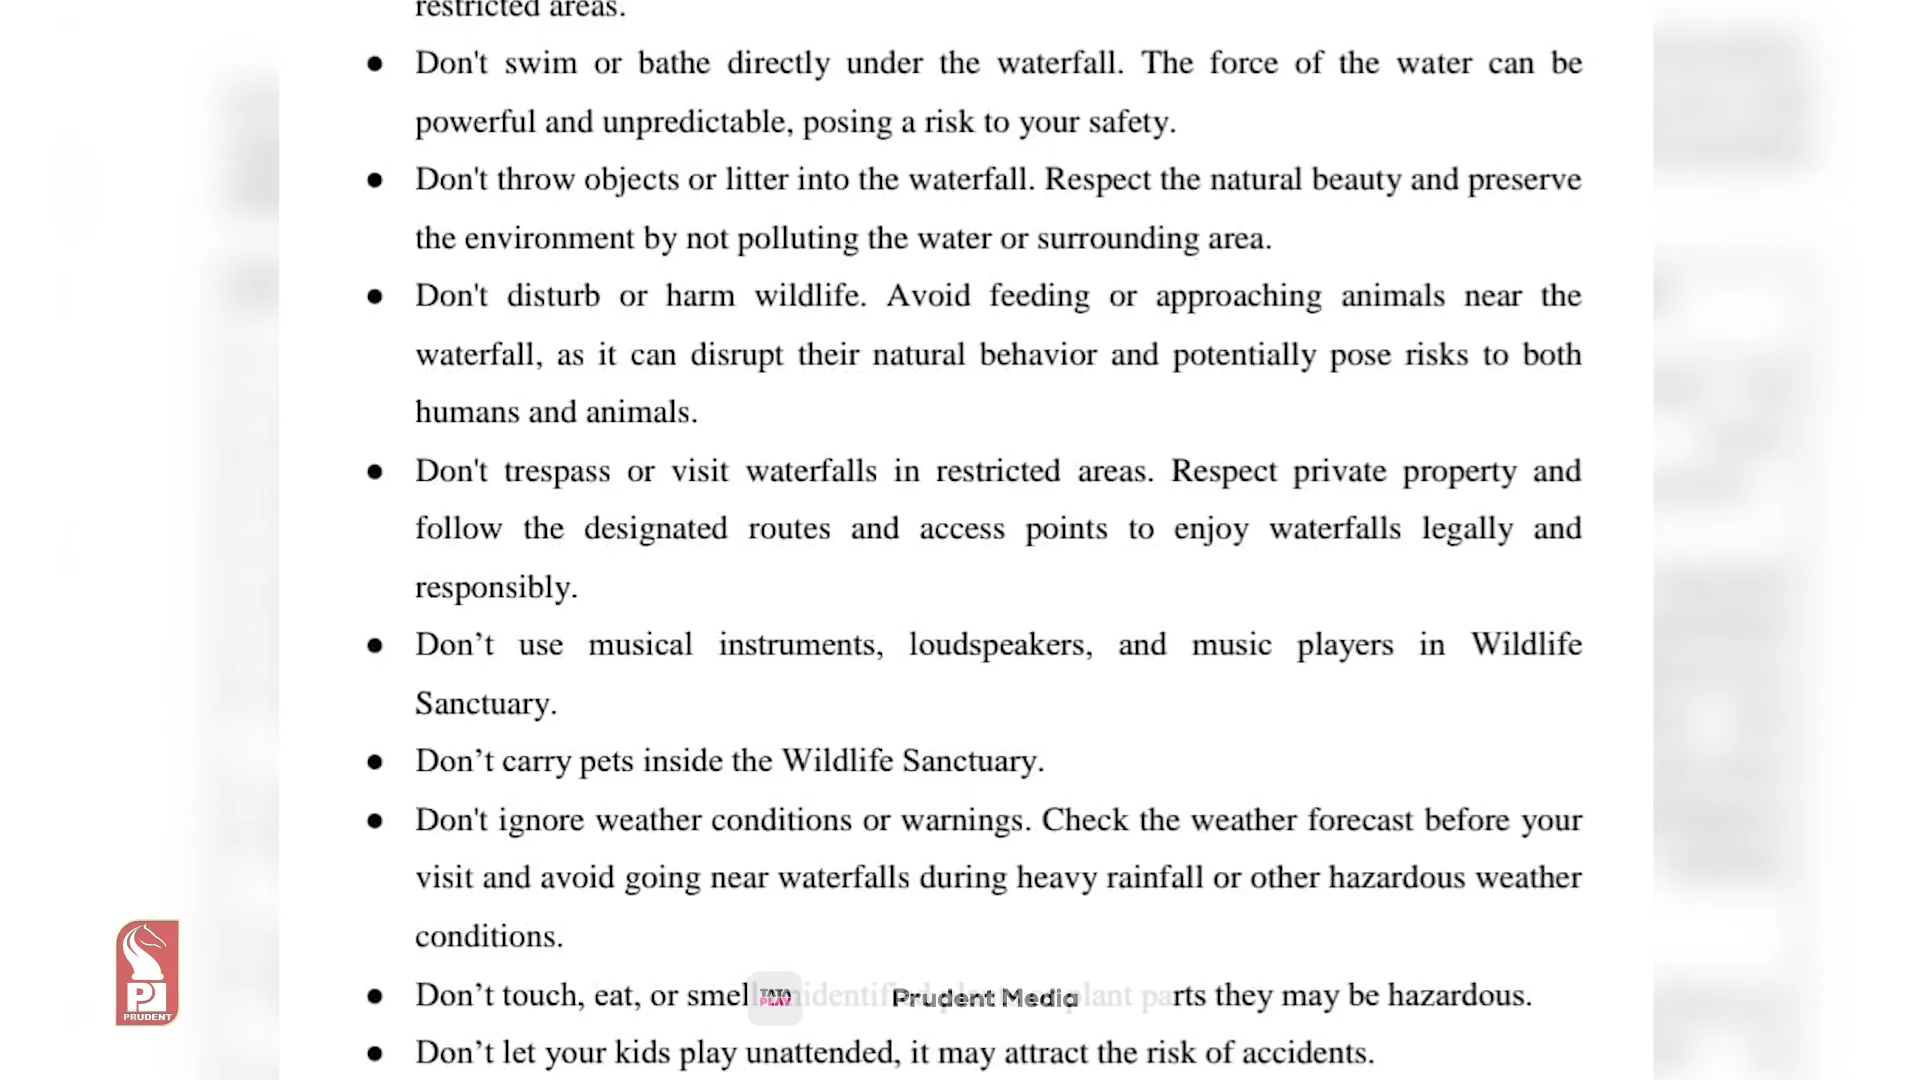 restricted areas.
● Don't swim or bathe directly under the waterfall. The force of the water can be
powerful and unpredictable, posing a risk to your safety.
● Don't throw objects or litter into the waterfall. Respect the natural beauty and preserve
the environment by not polluting the water or surrounding area.
● Don't disturb or harm wildlife. Avoid feeding or approaching animals near the
waterfall, as it can disrupt their natural behavior and potentially pose risks to both
humans and animals.
● Don't trespass or visit waterfalls in restricted areas. Respect private property and
follow the designated routes and access points to enjoy waterfalls legally and
responsibly.
● Don’t use musical instruments, loudspeakers, and music players in Wildlife
Sanctuary.
● Don’t carry pets inside the Wildlife Sanctuary.
● Don't ignore weather conditions or warnings. Check the weather forecast before your
visit and avoid going near waterfalls during heavy rainfall or other hazardous weather
conditions.
● Don’t touch, eat, or smell plant parts they may be hazardous.
TATA
PLAY
Prudent Media
● Don’t let your kids play unattended, it may attract the risk of accidents.
P
PRUDENT